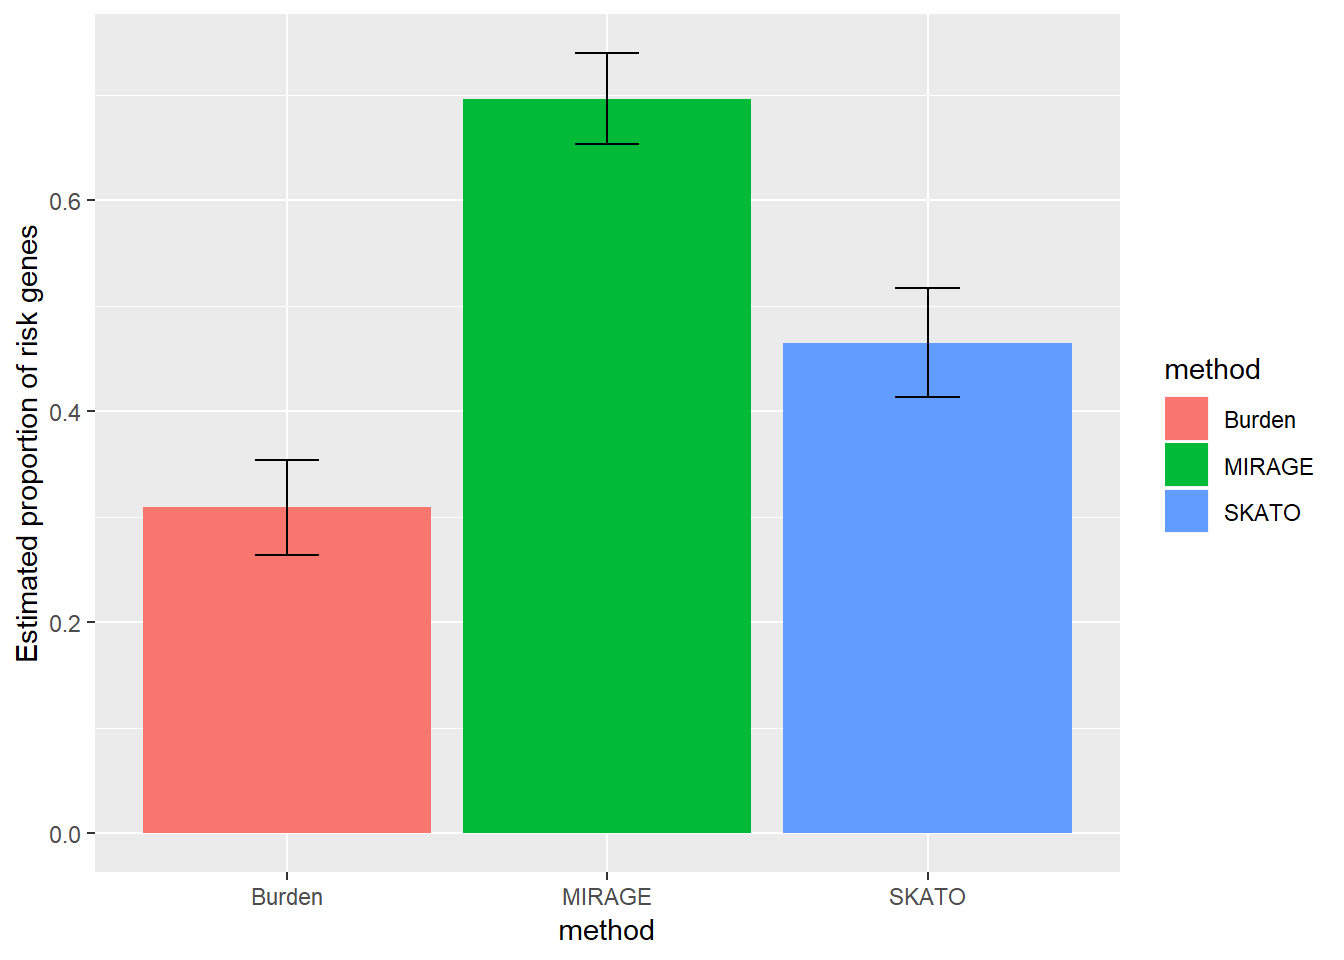 Estimated proportion of risk genes
0.6
0.4
0.2
0.0
Burden
MIRAGE
SKATO
method
method
Burden
MIRAGE
SKATO